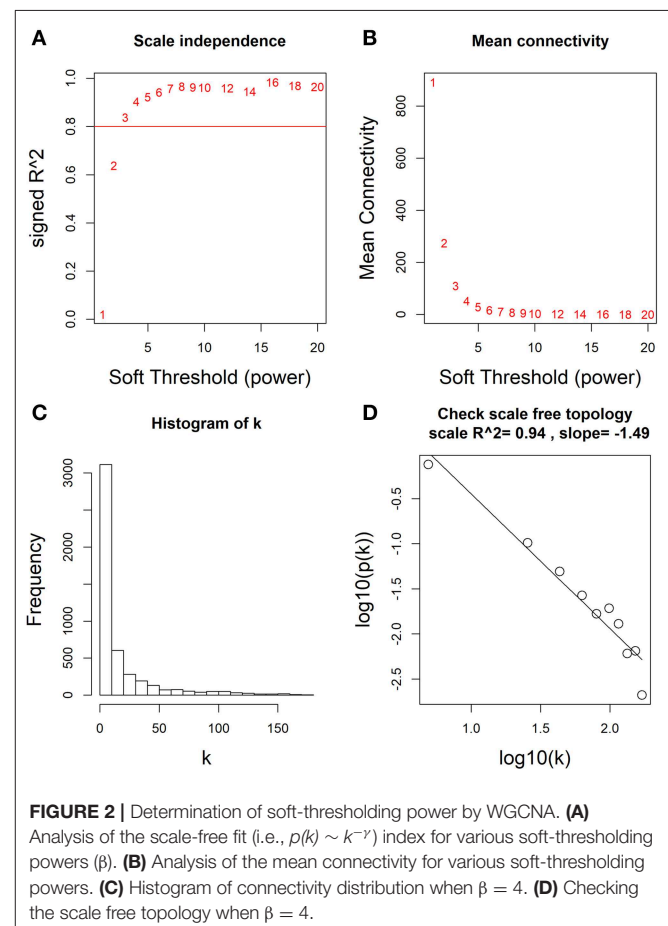 A
Scale independence
signed R^2
1.0
0.8
0.6
0.4
0.2
0.0
1 2 3 4 5 6 7 8 9 10 12 14 16 18 20
5 10 15 20
Soft Threshold (power)
B
Mean connectivity
Mean Connectivity
800
600
400
200
0
1 2 3 4 5 6 7 8 9 10 12 14 16 18 20
5 10 15 20
Soft Threshold (power)
C
Histogram of k
Frequency
3000
2000
1000
500
0
0 50 100 150
k
D
Check scale free topology
scale R^2= 0.94 , slope= -1.49
log10(p(k))
-0.5
-1.0
-1.5
-2.0
-2.5
1.0 1.5 2.0
log10(k)
FIGURE 2 | Determination of soft-thresholding power by WGCNA. (A)
Analysis of the scale-free fit (i.e., p(k) ∼ k^−γ) index for various soft-thresholding
powers (β). (B) Analysis of the mean connectivity for various soft-thresholding
powers. (C) Histogram of connectivity distribution when β = 4. (D) Checking
the scale free topology when β = 4.